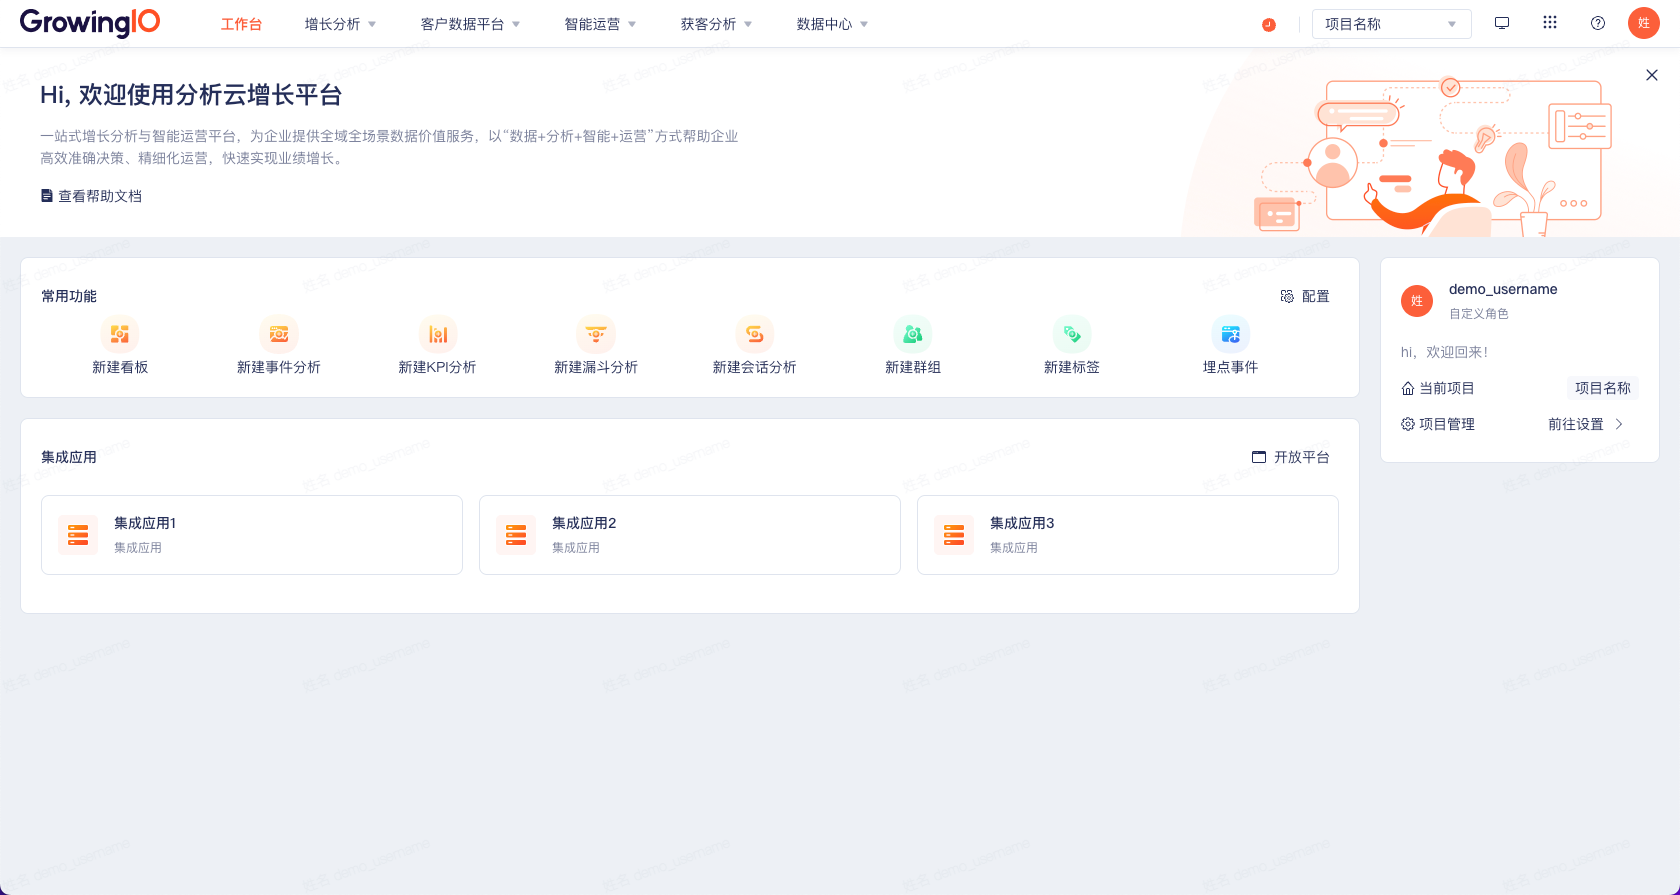 GrowingIO
工作台
增长分析
客户数据平台
智能运营
获客分析
数据中心
项目名称
姓
Hi, 欢迎使用分析云增长平台
一站式增长分析与智能运营平台，为企业提供全域全场景数据价值服务，以“数据+分析+智能+运营”方式帮助企业
高效准确决策、精细化运营，快速实现业绩增长。
查看帮助文档
常用功能
配置
新建看板
新建事件分析
新建KPI分析
新建漏斗分析
新建会话分析
新建群组
新建标签
埋点事件
集成应用
开放平台
集成应用1
集成应用
集成应用2
集成应用
集成应用3
集成应用
姓
demo_username
自定义角色
hi，欢迎回来！
当前项目
项目名称
项目管理
前往设置
姓名 demo_username